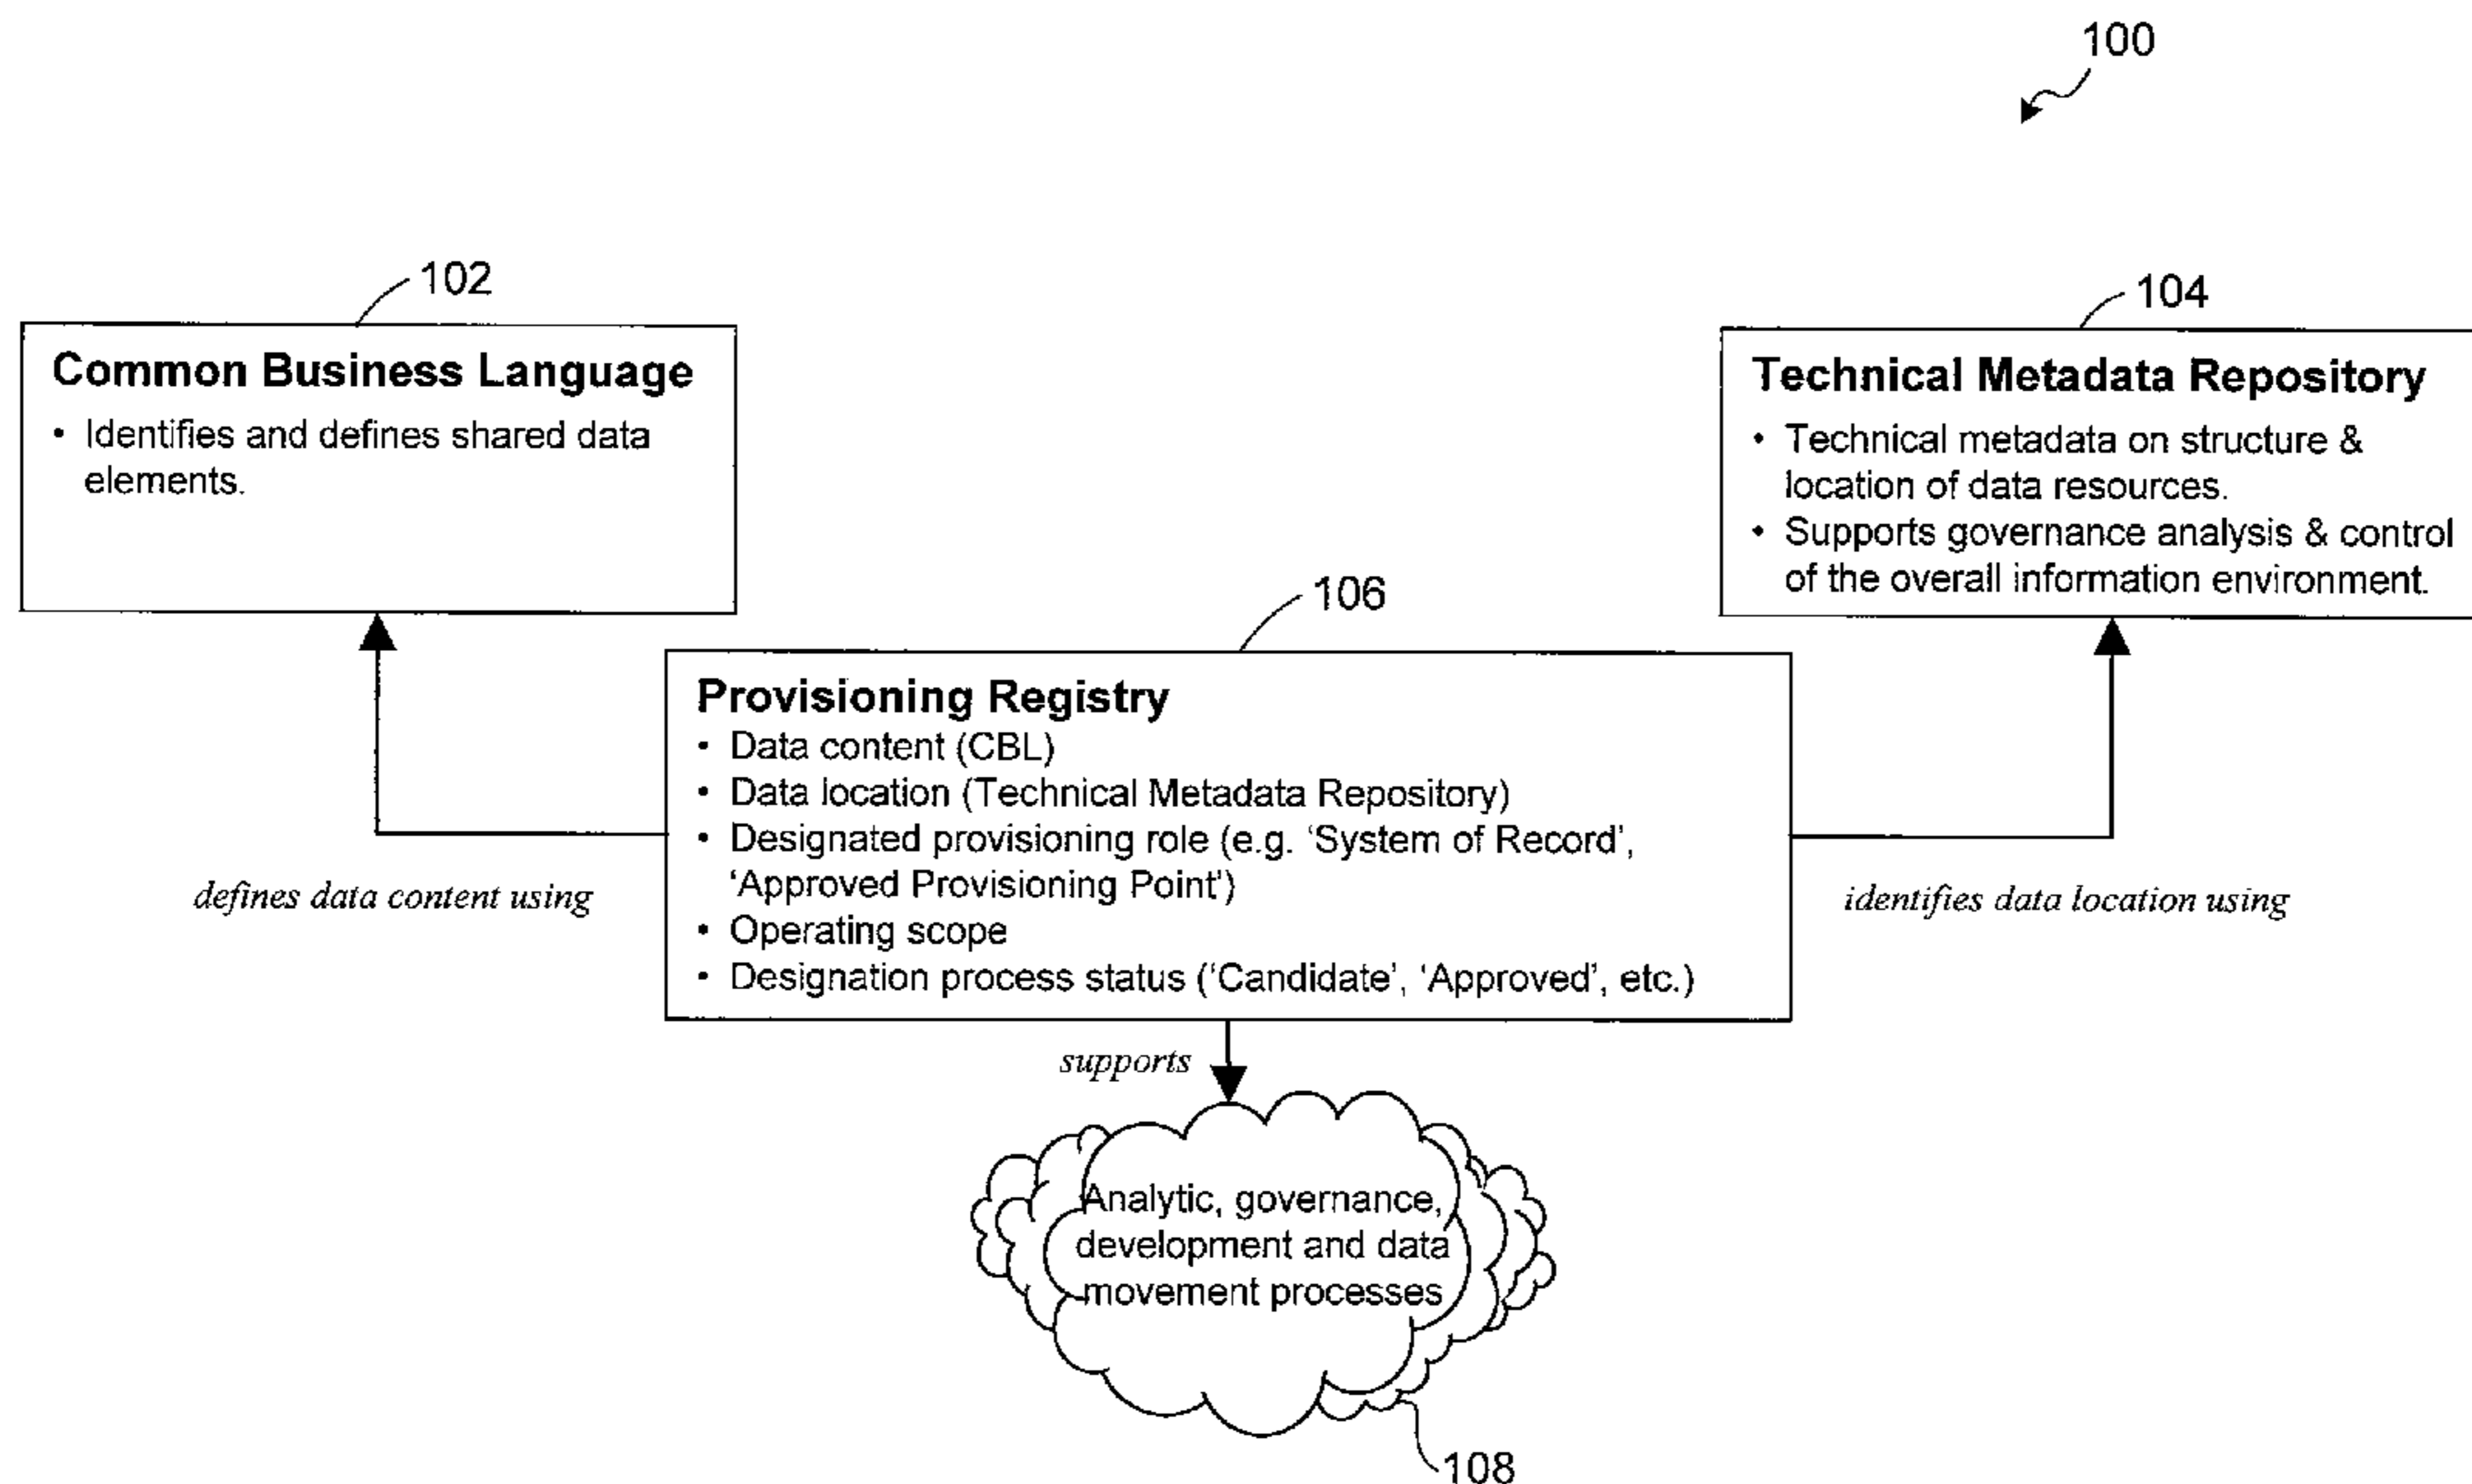 100
102
Common Business Language
• Identifies and defines shared data
elements.
104
Technical Metadata Repository
• Technical metadata on structure &
location of data resources.
• Supports governance analysis & control
of the overall information environment.
106
Provisioning Registry
• Data content (CBL)
• Data location (Technical Metadata Repository)
• Designated provisioning role (e.g. ‘System of Record’,
‘Approved Provisioning Point’)
• Operating scope
• Designation process status (‘Candidate’, ‘Approved’, etc.)
defines data content using
identifies data location using
supports
Analytic, governance,
development and data
movement processes
108